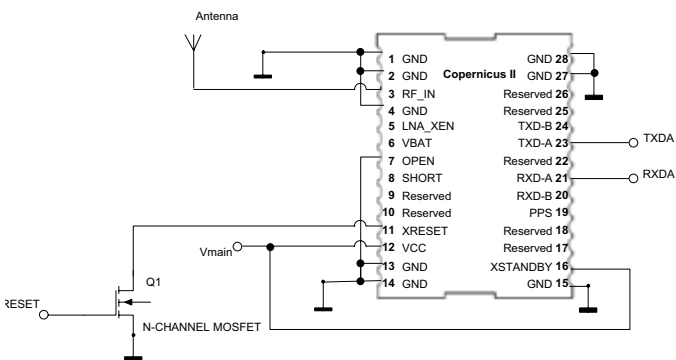 Antenna
Copernicus II
1 GND
2 GND
3 RF_IN
4 GND
5 LNA_XEN
6 VBAT
7 OPEN
8 SHORT
9 Reserved
10 Reserved
11 XRESET
12 VCC
13 GND
14 GND
GND 28
GND 27
Reserved 26
Reserved 25
TXD-B 24
TXD-A 23
Reserved 22
RXD-A 21
RXD-B 20
PPS 19
Reserved 18
Reserved 17
XSTANDBY 16
GND 15
TXDA
RXDA
Vmain
Q1
RESET
N-CHANNEL MOSFET